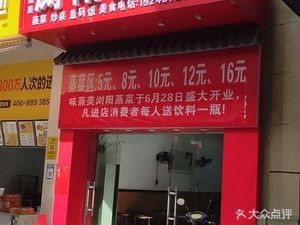 蒸菜 炒菜 盖码饭 美食电话:15243
蒸菜区:5元、8元、10元、12元、16元
味蒸美浏阳蒸菜于6月28日盛大开业,
凡进店消费者每人送饮料一瓶!
00万人次的
400-889 385
大众点评